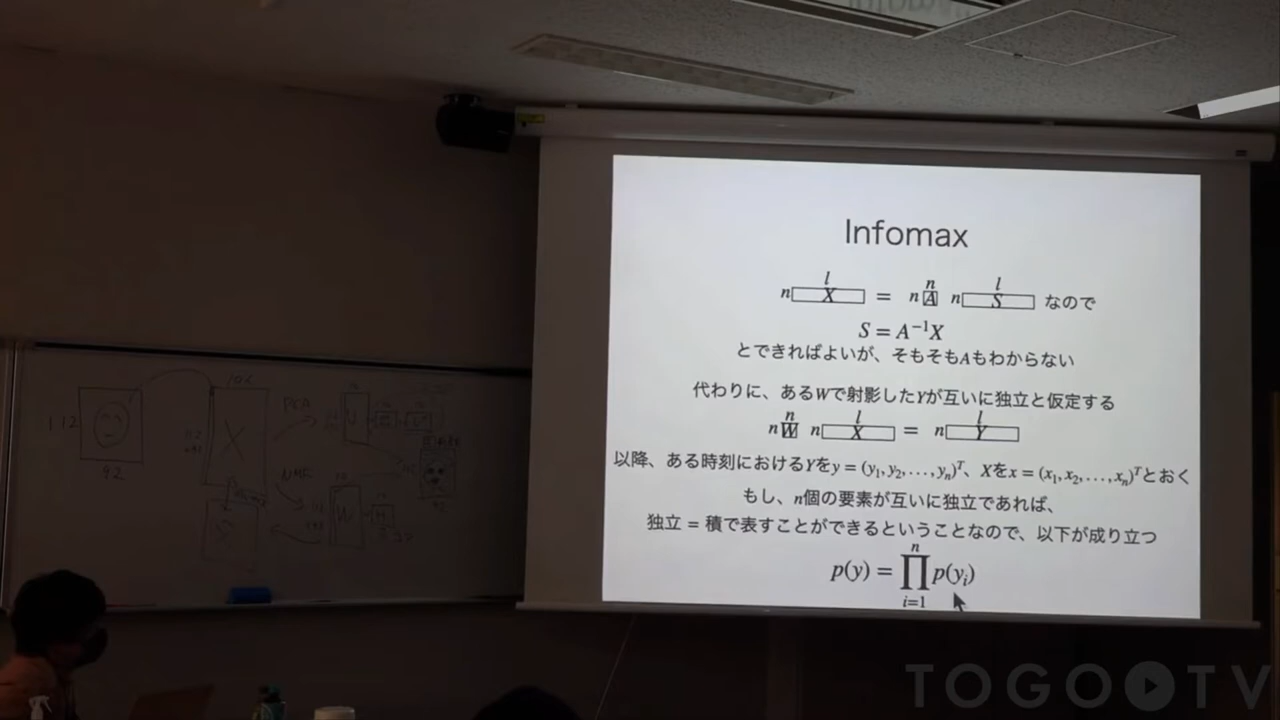 Infomax
l n l
n X = n A n S なので
S = A⁻¹X
とできればよいが、そもそもAもわからない
代わりに、あるWで射影したYが互いに独立と仮定する
n l l
n W n X = n Y
以降、ある時刻におけるYをy = (y₁, y₂, . . . , yₙ)ᵀ、Xをx = (x₁, x₂, . . . , xₙ)ᵀとおく
もし、n個の要素が互いに独立であれば、
独立 = 積で表すことができるということなので、以下が成り立つ
p(y) = ∏ⁿᵢ₌₁ p(yᵢ)
112
92
X
PCA
NMF
TOGO TV